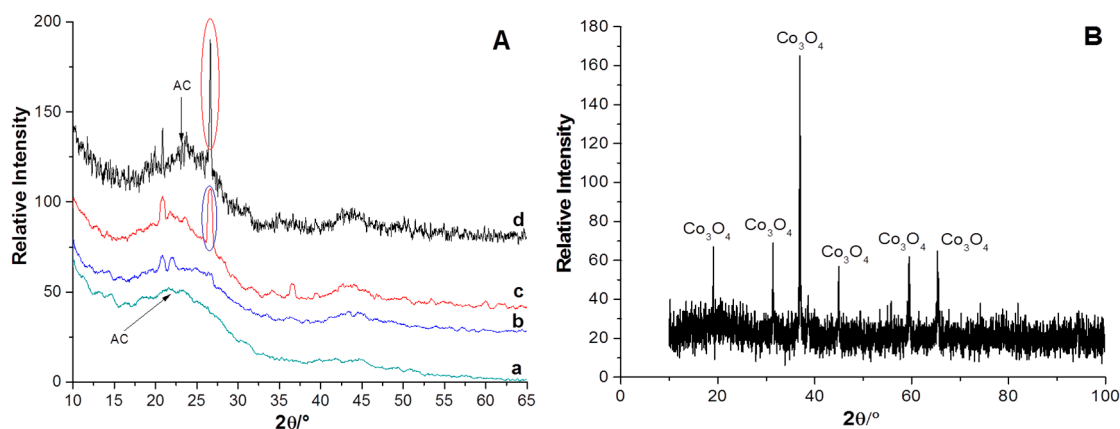 A
200
150
100
50
0
Relative Intensity
AC
AC
d
c
b
a
10 15 20 25 30 35 40 45 50 55 60 65
2θ/°
B
180
160
140
120
100
80
60
40
20
0
Relative Intensity
Co₃O₄
Co₃O₄ Co₃O₄ Co₃O₄ Co₃O₄ Co₃O₄
0 20 40 60 80 100
2θ/°